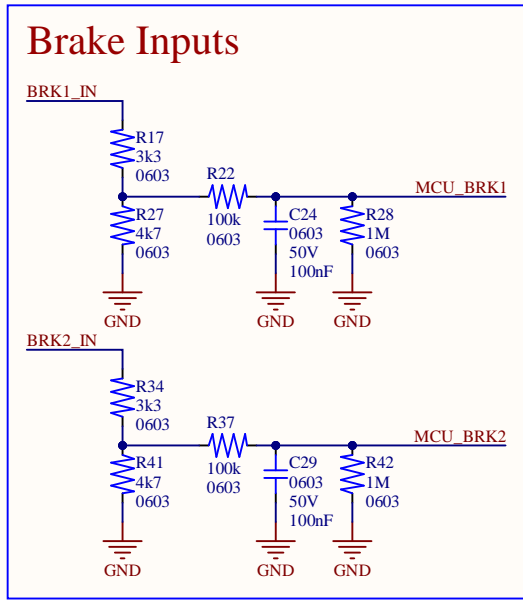 Brake Inputs
BRK1_IN
R17
3k3
0603
R22
100k
0603
MCU_BRK1
R27
4k7
0603
C24
0603
50V
100nF
R28
1M
0603
GND
GND
GND
BRK2_IN
R34
3k3
0603
R37
100k
0603
MCU_BRK2
R41
4k7
0603
C29
0603
50V
100nF
R42
1M
0603
GND
GND
GND